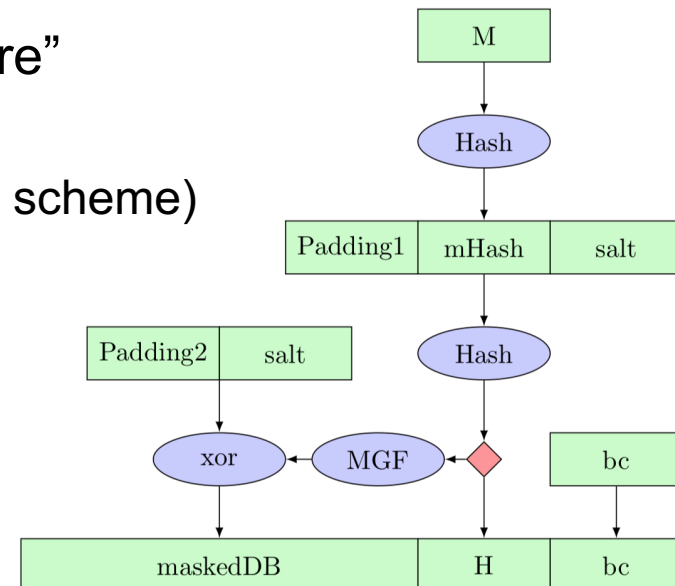 re”
M
Hash
scheme)
Padding1 mHash salt
Padding2 salt
Hash
xor MGF bc
maskedDB H bc